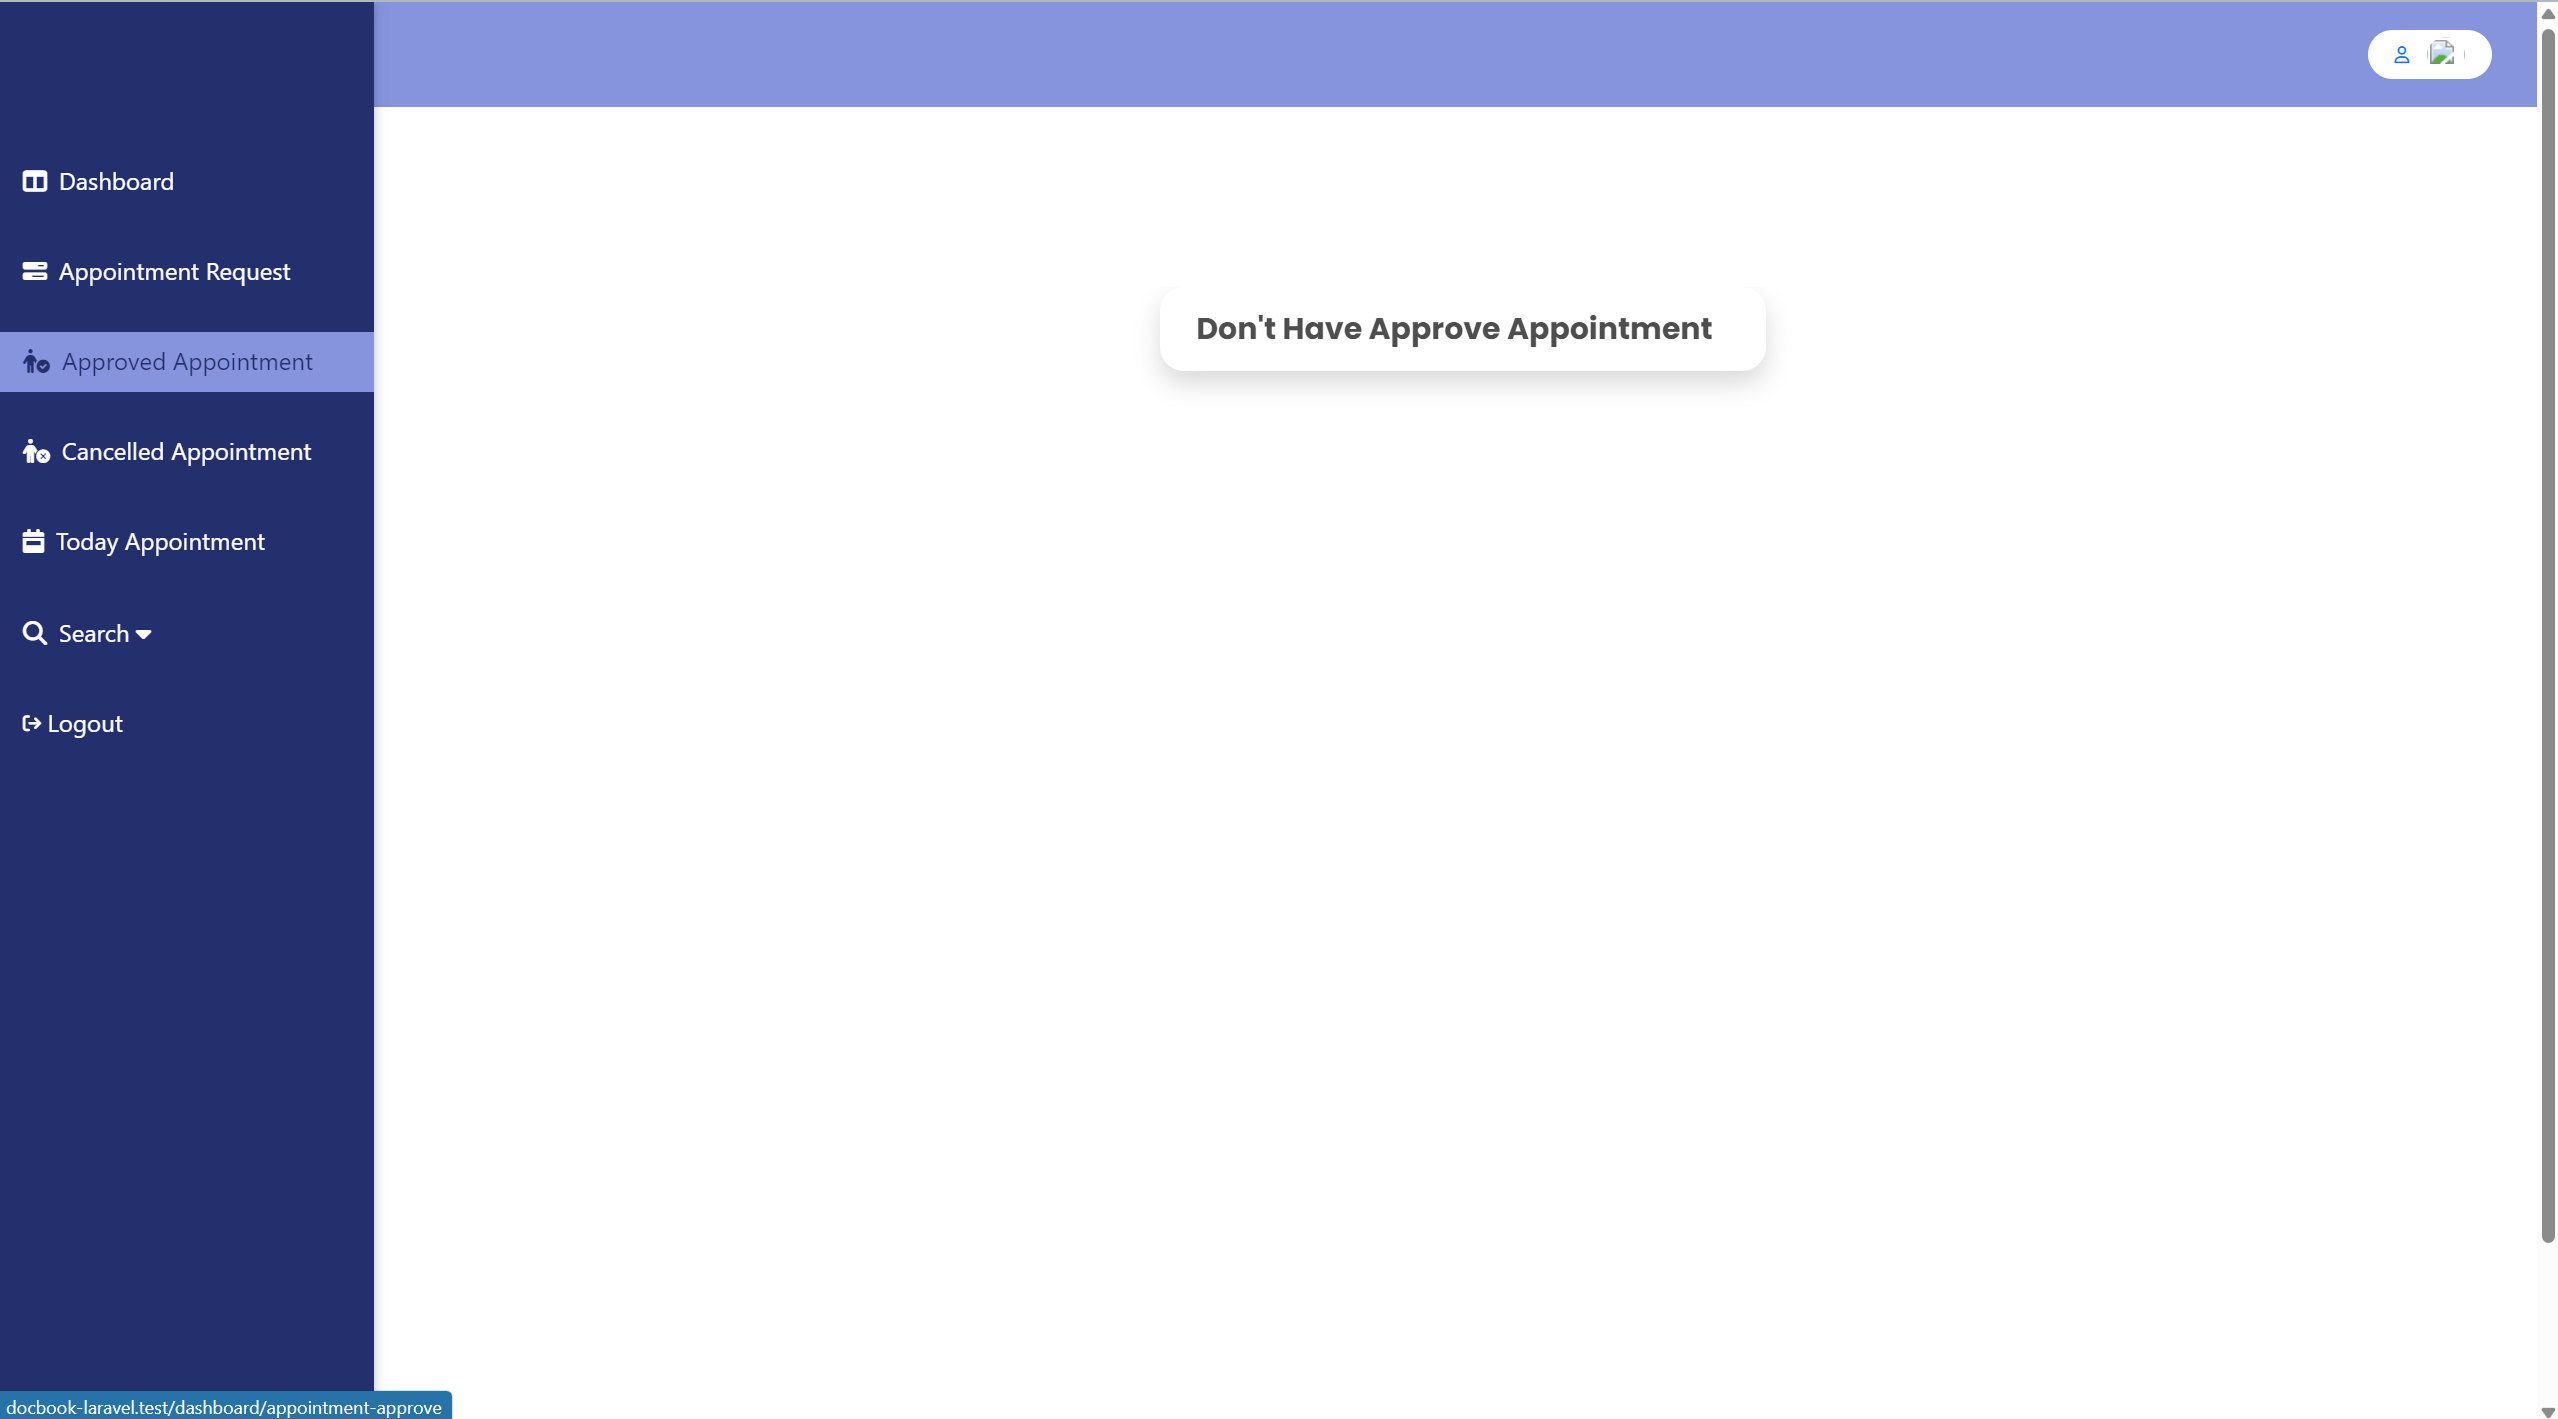 Dashboard
Appointment Request
Approved Appointment
Cancelled Appointment
Today Appointment
Search
Logout
Don't Have Approve Appointment
docbook-laravel.test/dashboard/appointment-approve